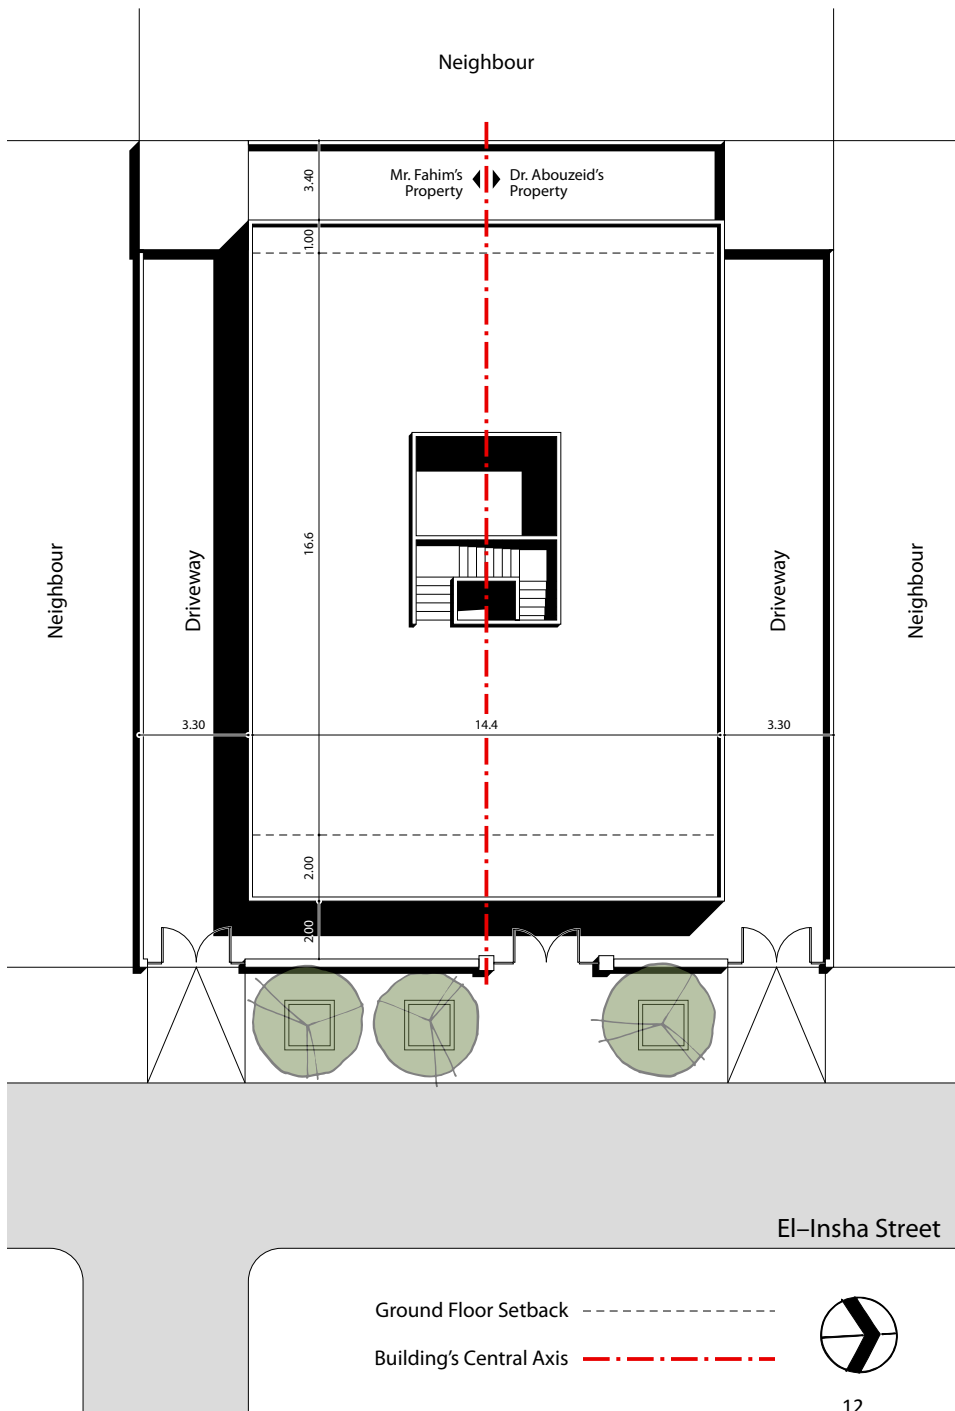 Neighbour
Mr. Fahim's
Property
Dr. Abouzeid's
Property
3.40
1.00
16.6
Neighbour
Driveway
Driveway
Neighbour
3.30
14.4
3.30
2.00
2.00
El–Insha Street
Ground Floor Setback
Building's Central Axis
12